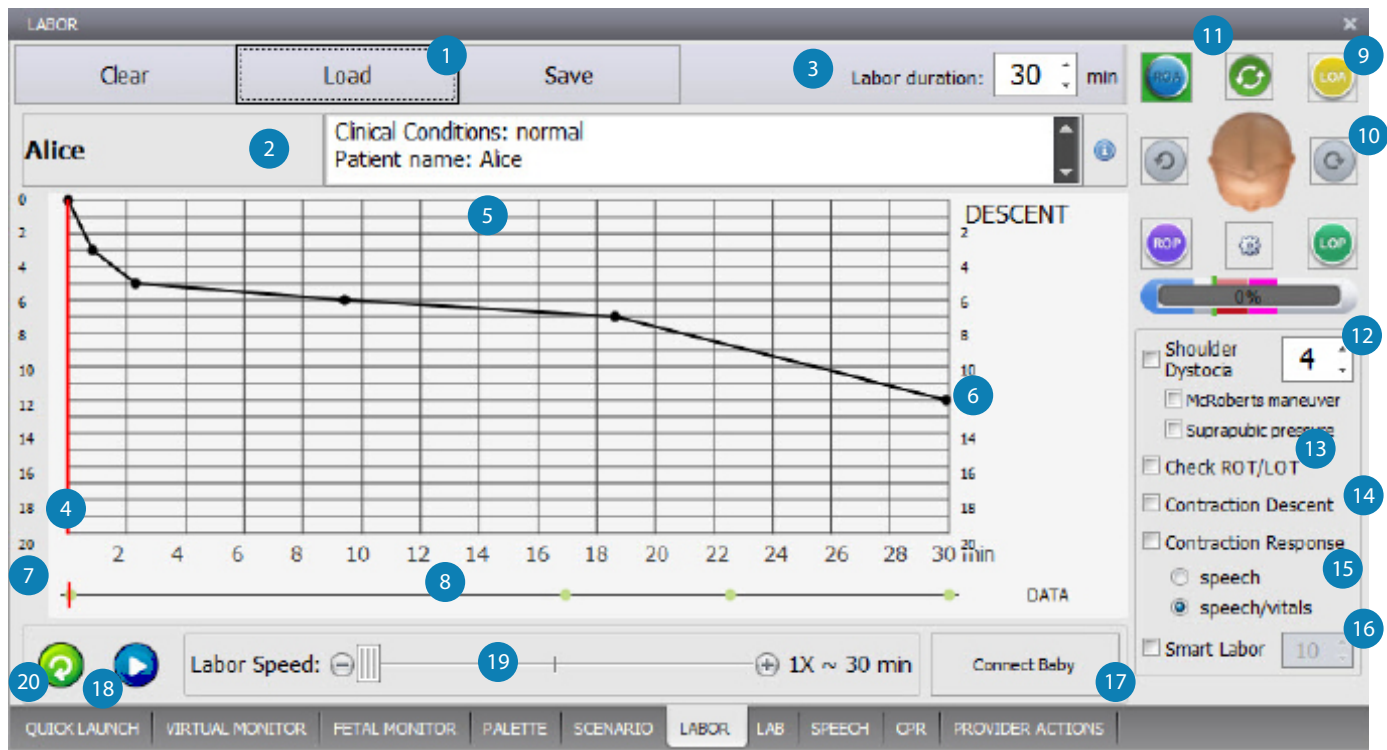 LABOR
Clear
Load
1
Save
3
Labor duration: 30 min
11
ROA
LOA
9
Alice
2
Clinical Conditions: normal
Patient name: Alice
10
0
2
4
6
8
10
12
14
16
18
20
5
DESCENT
2
4
6
8
10
12
14
16
18
20
6
4
2 4 6 8 10 12 14 16 18 20 22 24 26 28 30 min
7
8
DATA
ROP
LOP
0%
12
Shoulder
Dystocia
4
McRoberts maneuver
Suprapubic pressure
13
Check ROT/LOT
14
Contraction Descent
Contraction Response
15
speech
speech/vitals
16
Smart Labor 10
20
18
Labor Speed:
19
1X ~ 30 min
Connect Baby
17
QUICK LAUNCH VIRTUAL MONITOR FETAL MONITOR PALETTE SCENARIO LABOR LAB SPEECH CPR PROVIDER ACTIONS